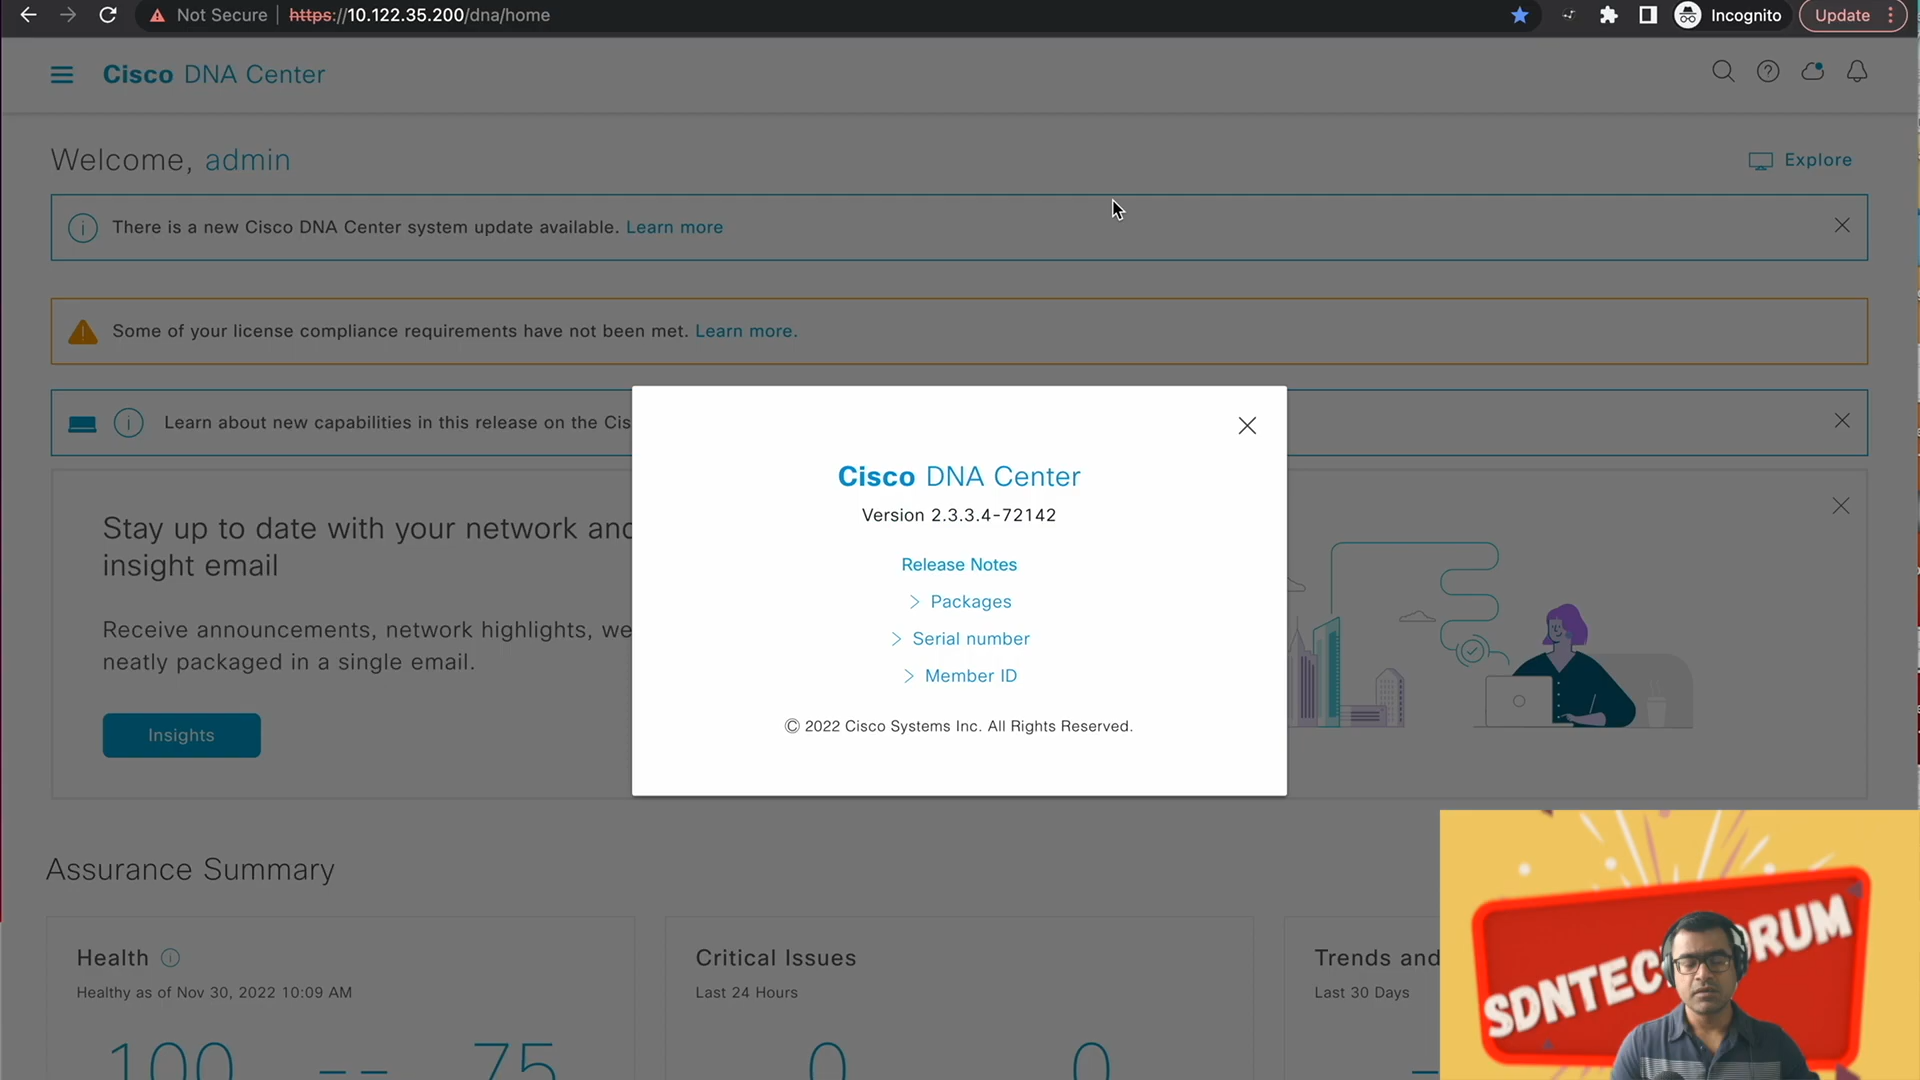 Not Secure https://10.122.35.200/dna/home Incognito Update
Cisco DNA Center
Welcome, admin
Explore
There is a new Cisco DNA Center system update available. Learn more
Some of your license compliance requirements have not been met. Learn more.
Learn about new capabilities in this release on the Cis
Cisco DNA Center
Version 2.3.3.4-72142
Release Notes
Packages
Serial number
Member ID
© 2022 Cisco Systems Inc. All Rights Reserved.
Stay up to date with your network and
insight email
Receive announcements, network highlights, we
neatly packaged in a single email.
Insights
Assurance Summary
Health
Healthy as of Nov 30, 2022 10:09 AM
100 -- 75
Critical Issues
Last 24 Hours
0 0
Trends and
Last 30 Days
--
SDNTEC ORUM